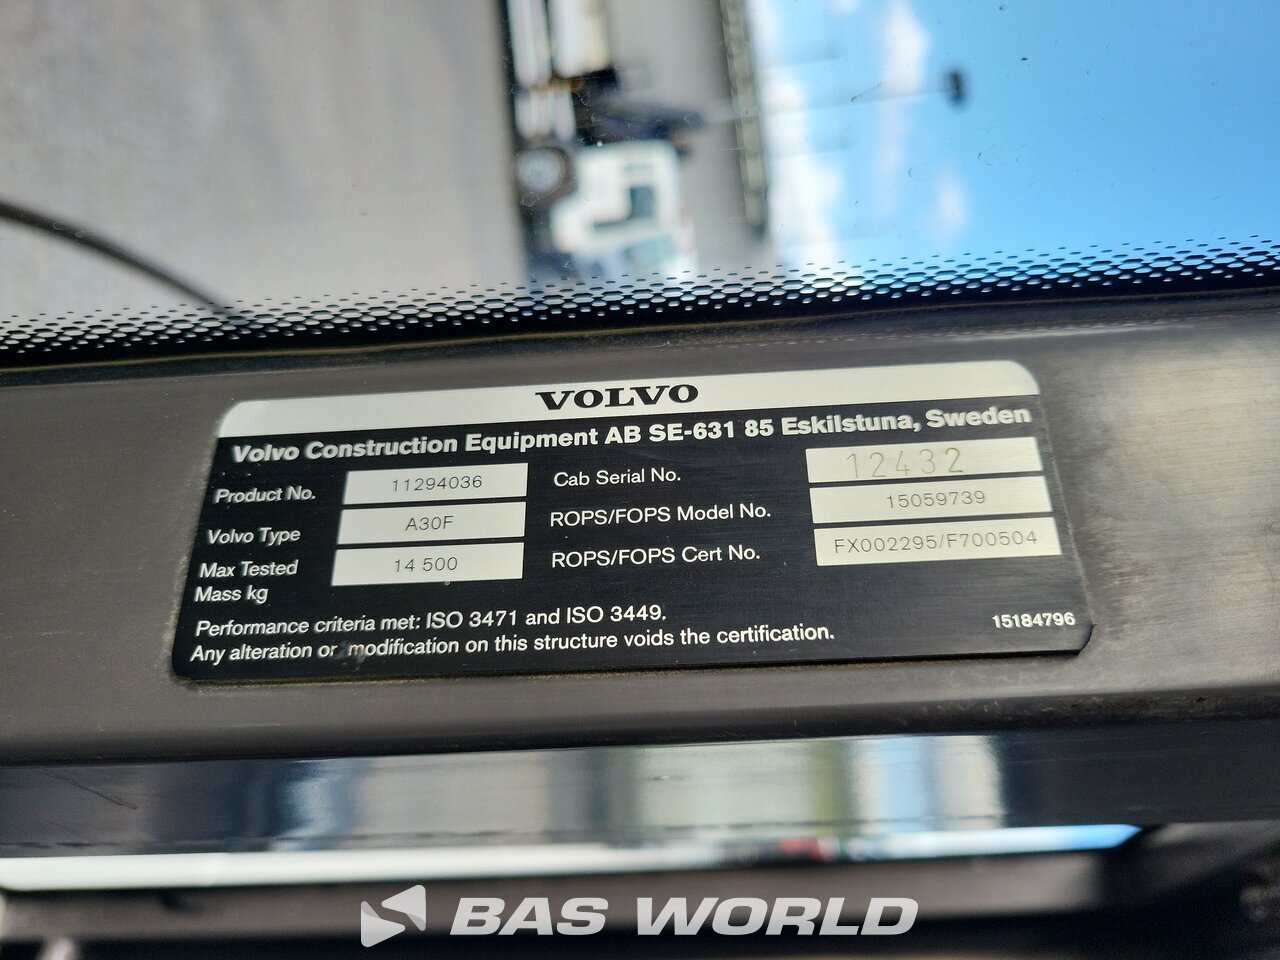 VOLVO
Volvo Construction Equipment AB SE-631 85 Eskilstuna, Sweden
Product No. 11294036 Cab Serial No. 12432
Volvo Type A30F ROPS/FOPS Model No. 15059739
Max Tested Mass kg 14 500 ROPS/FOPS Cert No. FX002295/F700504
Performance criteria met: ISO 3471 and ISO 3449.
Any alteration or modification on this structure voids the certification.
15184796
BAS WORLD